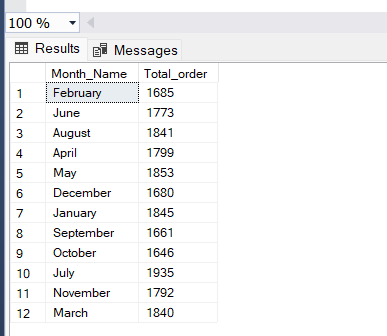 100 %
Results Messages
Month_Name Total_order
1 February 1685
2 June 1773
3 August 1841
4 April 1799
5 May 1853
6 December 1680
7 January 1845
8 September 1661
9 October 1646
10 July 1935
11 November 1792
12 March 1840